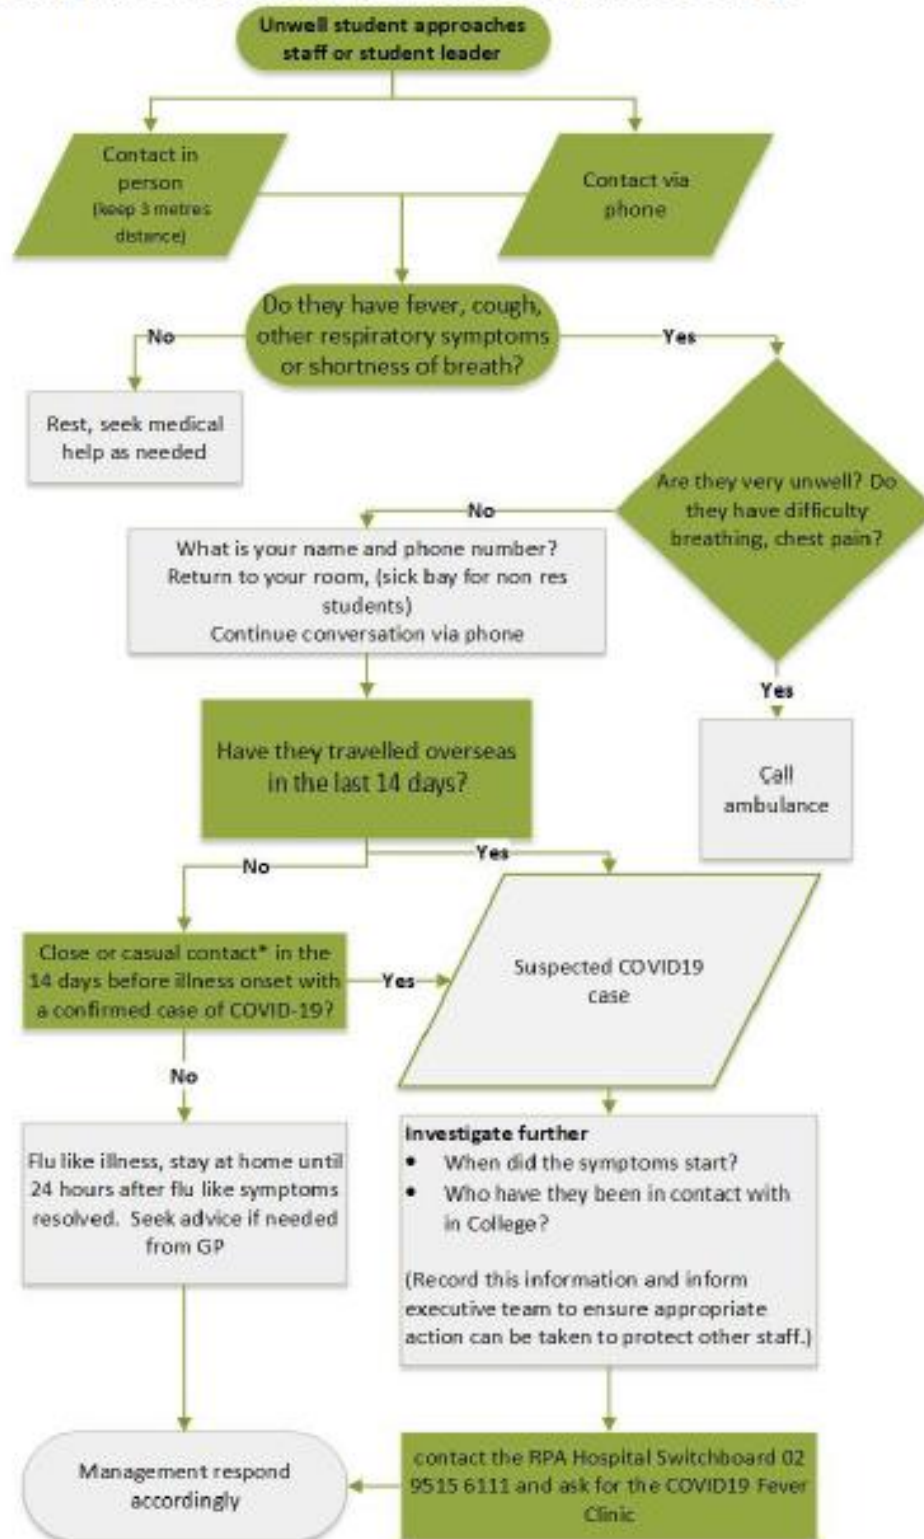 Unwell student approaches
staff or student leader
Contact in
person
(keep 3 metres
distance)
Contact via
phone
Do they have fever, cough,
other respiratory symptoms
or shortness of breath?
No
Yes
Rest, seek medical
help as needed
Are they very unwell? Do
they have difficulty
breathing, chest pain?
No
What is your name and phone number?
Return to your room, (sick bay for non res
students)
Continue conversation via phone
Yes
Call
ambulance
Have they travelled overseas
in the last 14 days?
No
Yes
Close or casual contact* in the
14 days before illness onset with
a confirmed case of COVID-19?
Yes
Suspected COVID19
case
No
Flu like illness, stay at home until
24 hours after flu like symptoms
resolved. Seek advice if needed
from GP
Investigate further
• When did the symptoms start?
• Who have they been in contact with
in College?
(Record this information and inform
executive team to ensure appropriate
action can be taken to protect other staff.)
Management respond
accordingly
contact the RPA Hospital Switchboard 02
9515 6111 and ask for the COVID19 Fever
Clinic